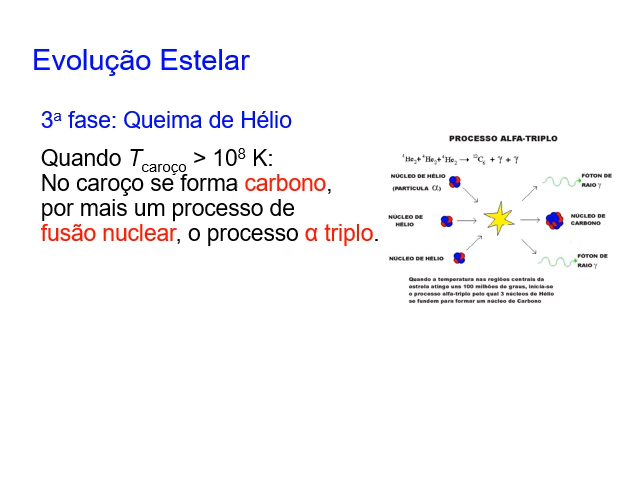 Evolução Estelar
3ª fase: Queima de Hélio
Quando Tcaroço > 10⁸ K:
No caroço se forma carbono,
por mais um processo de
fusão nuclear, o processo α triplo.
PROCESSO ALFA-TRIPLO
⁴He₂+⁴He₂+⁴He₂ → ¹²C₆ + γ + γ
NÚCLEO DE HÉLIO
(PARTÍCULA α)
FÓTON DE
RAIO γ
NÚCLEO DE
HÉLIO
NÚCLEO DE
CARBONO
NÚCLEO DE HÉLIO
FÓTON DE
RAIO γ
Quando a temperatura nas regiões centrais da
estrela atinge uns 100 milhões de graus, inicia-se
o processo alfa-triplo pelo qual 3 núcleos de Hélio
se fundem para formar um núcleo de Carbono